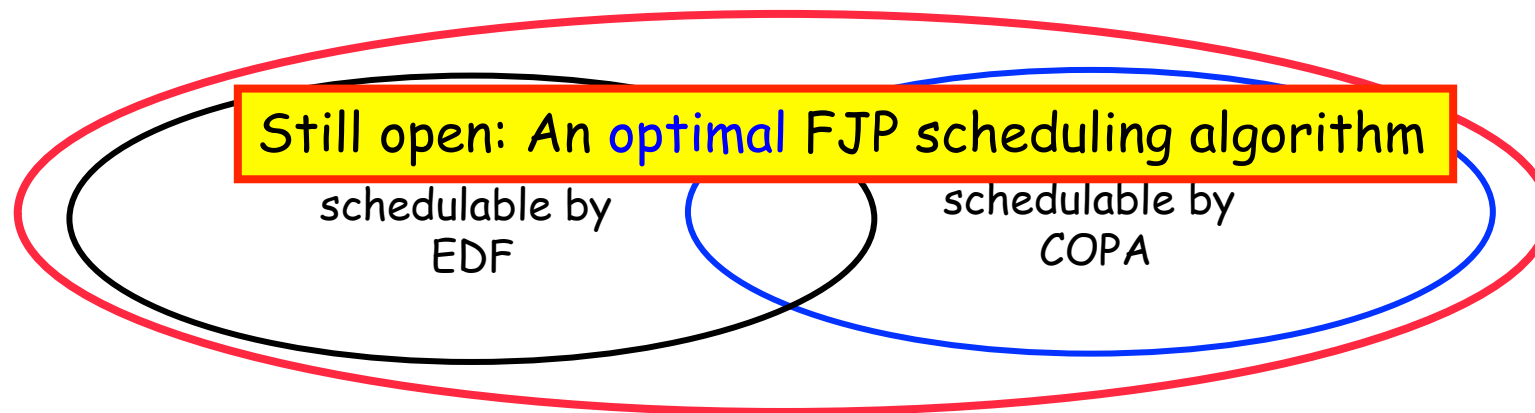 Still open: An optimal FJP scheduling algorithm
schedulable by
EDF
schedulable by
COPA